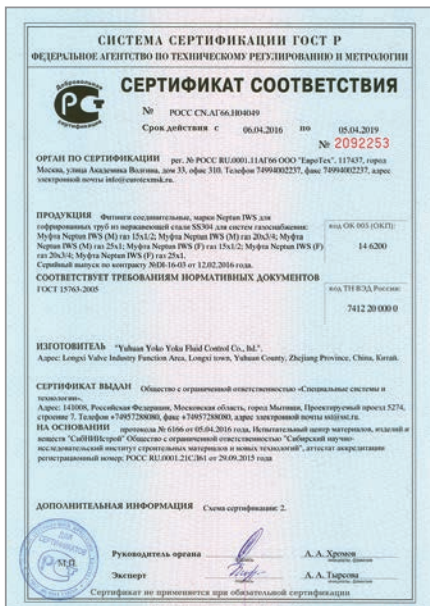 СИСТЕМА СЕРТИФИКАЦИИ ГОСТ Р
ФЕДЕРАЛЬНОЕ АГЕНТСТВО ПО ТЕХНИЧЕСКОМУ РЕГУЛИРОВАНИЮ И МЕТРОЛОГИИ
Добровольная
сертификация
СЕРТИФИКАТ СООТВЕТСТВИЯ
№ РОСС CN.АГ66.Н04049
Срок действия с 06.04.2016 по 05.04.2019
№ 2092253
ОРГАН ПО СЕРТИФИКАЦИИ рег. № РОСС RU.0001.11АГ66 ООО "ЕвроТех". 117437, город
Москва, улица Академика Волгина, дом 33, офис 310. Телефон 74994002237, факс 74994002237, адрес
электронной почты info@eurotexmsk.ru.
ПРОДУКЦИЯ Фитинги соединительные, марки Neptun IWS для
гофрированных труб из нержавеющей стали SS304 для систем газоснабжения:
Муфта Neptun IWS (M) газ 15х1/2; Муфта Neptun IWS (M) газ 20х3/4; Муфта
Neptun IWS (M) газ 25х1; Муфта Neptun IWS (F) газ 15х1/2; Муфта Neptun IWS (F)
газ 20х3/4; Муфта Neptun IWS (F) газ 25х1.
Серийный выпуск по контракту №DI-16-03 от 12.02.2016 года.
код ОК 005 (ОКП):
14 6200
СООТВЕТСТВУЕТ ТРЕБОВАНИЯМ НОРМАТИВНЫХ ДОКУМЕНТОВ
ГОСТ 15763-2005
код ТН ВЭД России:
7412 20 000 0
ИЗГОТОВИТЕЛЬ "Yuhuan Yoko Yoku Fluid Control Co., ltd.".
Адрес: Longxi Valve Industry Function Area, Longxi town, Yuhuan County, Zhejiang Province, China, Китай.
СЕРТИФИКАТ ВЫДАН Общество с ограниченной ответственностью «Специальные системы и
технологии».
Адрес: 141008, Российская Федерация, Московская область, город Мытищи, Проектируемый проезд 5274,
строение 7. Телефон +74957288080, факс +74957288080, адрес электронной почты sst@sst.ru.
НА ОСНОВАНИИ протокола № 6166 от 05.04.2016 года, Испытательный центр материалов, изделий и
веществ "СибНИИстрой" Общество с ограниченной ответственностью "Сибирский научно-
исследовательский институт строительных материалов и новых технологий", аттестат аккредитации
регистрационный номер: РОСС RU.0001.21СЛ61 от 29.09.2015 года
ДОПОЛНИТЕЛЬНАЯ ИНФОРМАЦИЯ Схема сертификации: 2.
ДЛЯ
СЕРТИФИКАТОВ
М.П.
Руководитель органа
подпись
А. А. Хромов
инициалы, фамилия
Эксперт
подпись
А. А. Тырсова
инициалы, фамилия
Сертификат не применяется при обязательной сертификации